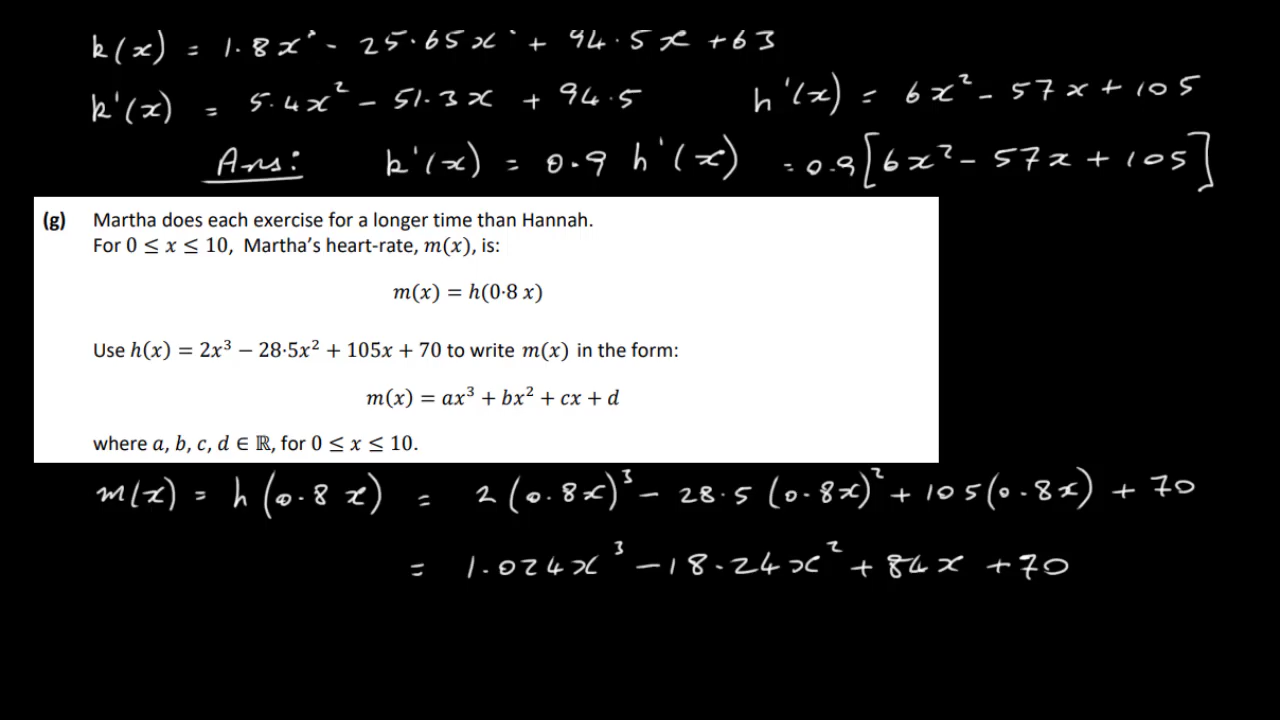 k(x) = 1.8x³ - 25.65x² + 94.5x + 63
k'(x) = 5.4x² - 51.3x + 94.5 h'(x) = 6x² - 57x + 105
Ans: k'(x) = 0.9 h'(x) = 0.9[6x² - 57x + 105]
(g) Martha does each exercise for a longer time than Hannah.
For 0 ≤ x ≤ 10, Martha’s heart-rate, m(x), is:
m(x) = h(0·8 x)
Use h(x) = 2x³ − 28·5x² + 105x + 70 to write m(x) in the form:
m(x) = ax³ + bx² + cx + d
where a, b, c, d ∈ ℝ, for 0 ≤ x ≤ 10.
m(x) = h(0.8 x) = 2(0.8x)³ - 28.5(0.8x)² + 105(0.8x) + 70
= 1.024x³ - 18.24x² + 84x + 70